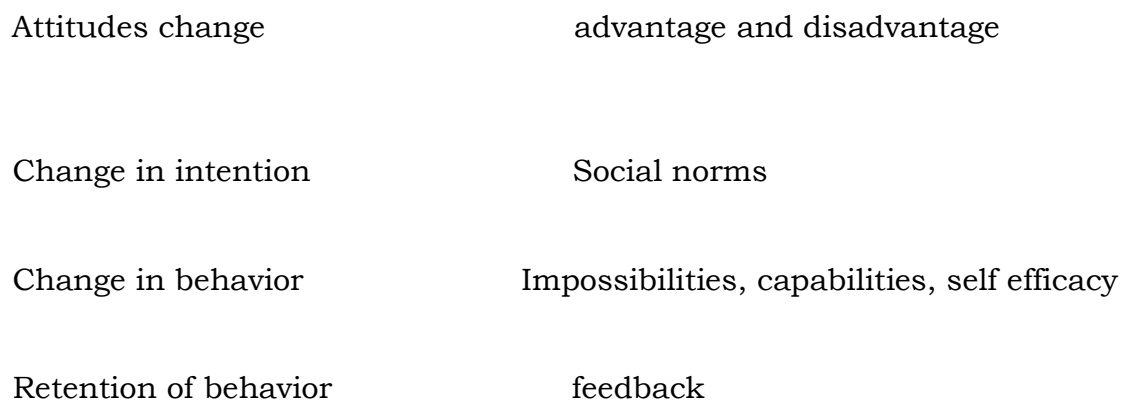 Attitudes change advantage and disadvantage
Change in intention Social norms
Change in behavior Impossibilities, capabilities, self efficacy
Retention of behavior feedback